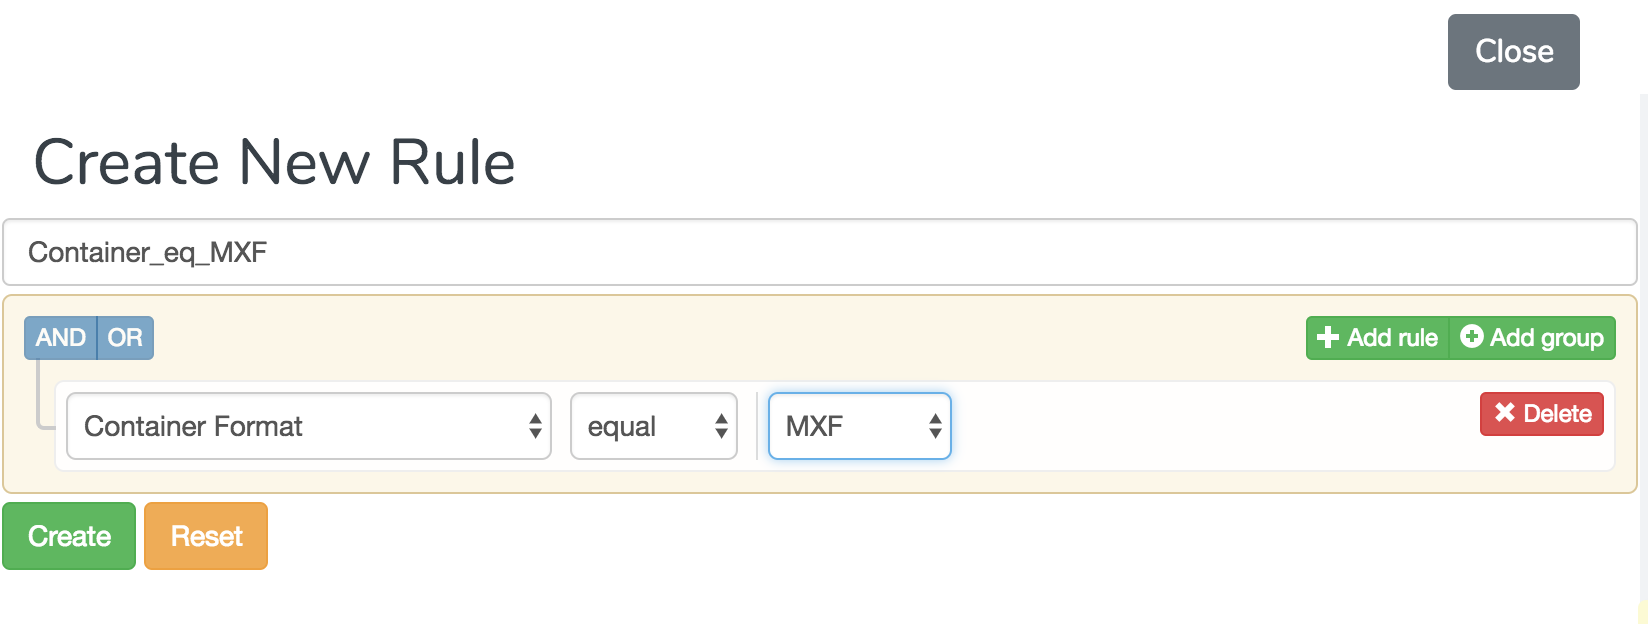 Close
Create New Rule
Container_eq_MXF
AND OR Add rule Add group
Container Format equal MXF Delete
Create Reset